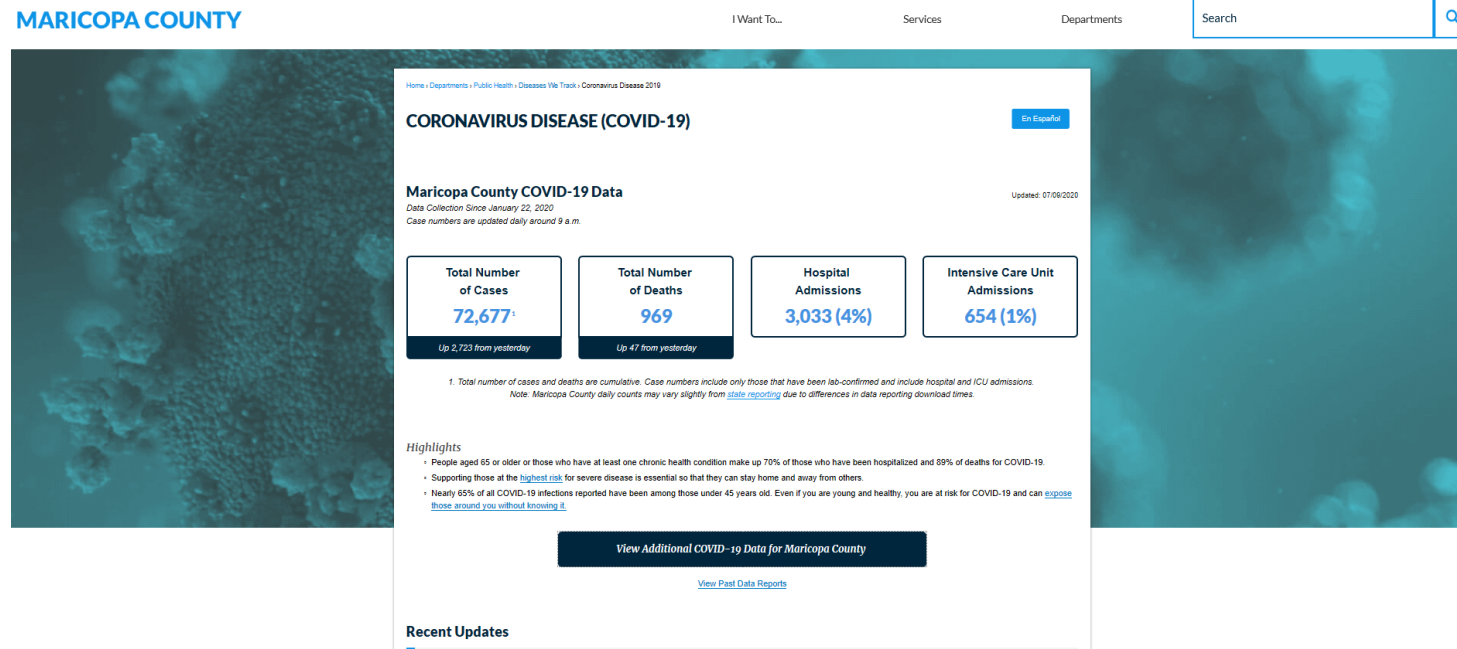 MARICOPA COUNTY
I Want To...
Services
Departments
Search
Home › Departments › Public Health › Diseases We Track › Coronavirus Disease 2019
CORONAVIRUS DISEASE (COVID-19)
En Español
Maricopa County COVID-19 Data
Updated: 07/09/2020
Data Collection Since January 22, 2020
Case numbers are updated daily around 9 a.m.
Total Number
of Cases
72,677¹
Up 2,723 from yesterday
Total Number
of Deaths
969
Up 47 from yesterday
Hospital
Admissions
3,033 (4%)
Intensive Care Unit
Admissions
654 (1%)
1. Total number of cases and deaths are cumulative. Case numbers include only those that have been lab-confirmed and include hospital and ICU admissions.
Note: Maricopa County daily counts may vary slightly from state reporting due to differences in data reporting download times.
Highlights
◦ People aged 65 or older or those who have at least one chronic health condition make up 70% of those who have been hospitalized and 89% of deaths for COVID-19.
◦ Supporting those at the highest risk for severe disease is essential so that they can stay home and away from others.
◦ Nearly 65% of all COVID-19 infections reported have been among those under 45 years old. Even if you are young and healthy, you are at risk for COVID-19 and can expose
those around you without knowing it.
View Additional COVID-19 Data for Maricopa County
View Past Data Reports
Recent Updates